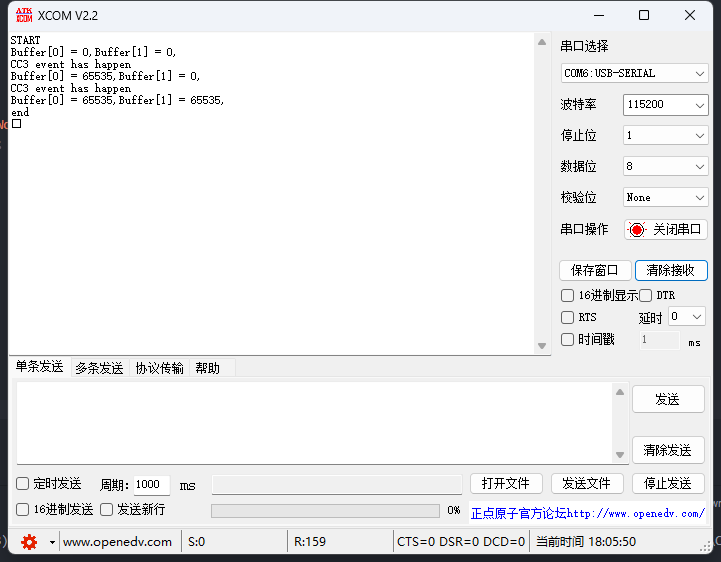 ATK
XCOM
XCOM V2.2
START
Buffer[0] = 0,Buffer[1] = 0,
CC3 event has happen
Buffer[0] = 65535,Buffer[1] = 0,
CC3 event has happen
Buffer[0] = 65535,Buffer[1] = 65535,
end
串口选择
COM6:USB-SERIAL
波特率 115200
停止位 1
数据位 8
校验位 None
串口操作 关闭串口
保存窗口 清除接收
16进制显示 DTR
RTS 延时 0
时间戳 1 ms
单条发送 多条发送 协议传输 帮助
发送
清除发送
定时发送 周期: 1000 ms 打开文件 发送文件 停止发送
16进制发送 发送新行 0% 正点原子官方论坛http://www.openedv.com/
www.openedv.com S:0 R:159 CTS=0 DSR=0 DCD=0 当前时间 18:05:50